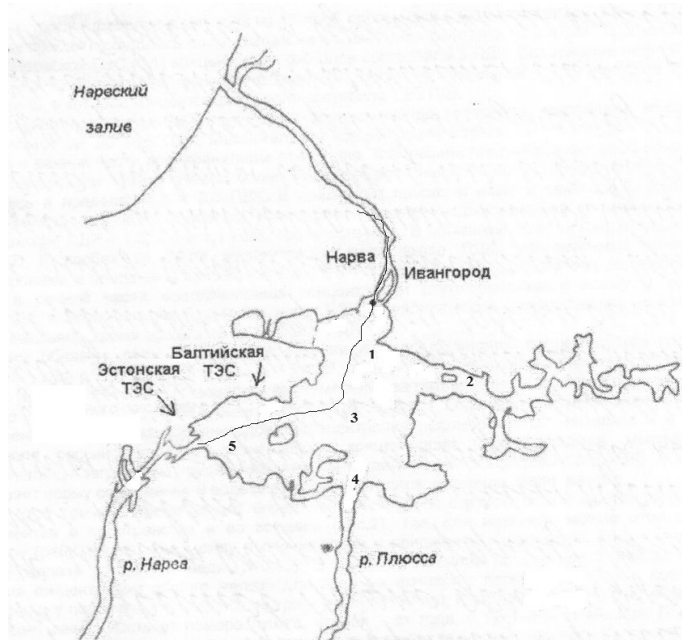 Нарвский
залив
Нарва
Ивангород
Балтийская
ТЭС
Эстонская
ТЭС
1
2
3
4
5
р. Нарва
р. Плюсса